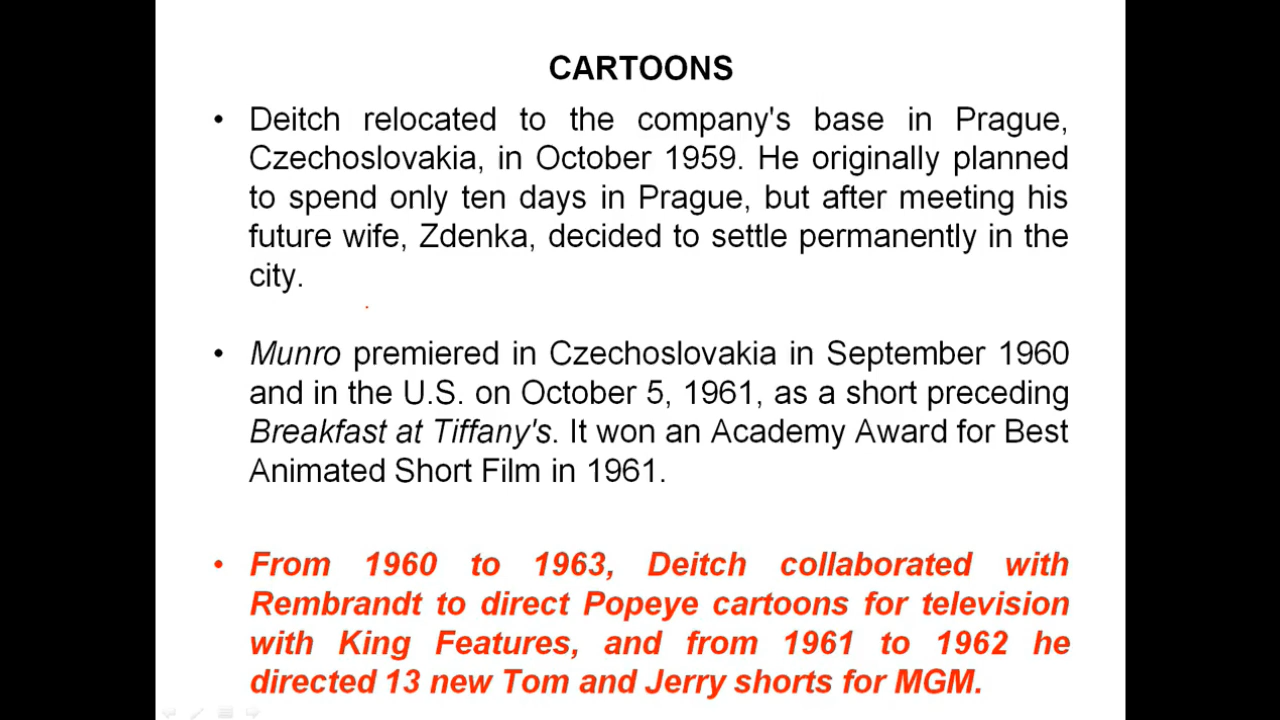 CARTOONS
• Deitch relocated to the company's base in Prague,
Czechoslovakia, in October 1959. He originally planned
to spend only ten days in Prague, but after meeting his
future wife, Zdenka, decided to settle permanently in the
city.
• Munro premiered in Czechoslovakia in September 1960
and in the U.S. on October 5, 1961, as a short preceding
Breakfast at Tiffany's. It won an Academy Award for Best
Animated Short Film in 1961.
• From 1960 to 1963, Deitch collaborated with
Rembrandt to direct Popeye cartoons for television
with King Features, and from 1961 to 1962 he
directed 13 new Tom and Jerry shorts for MGM.